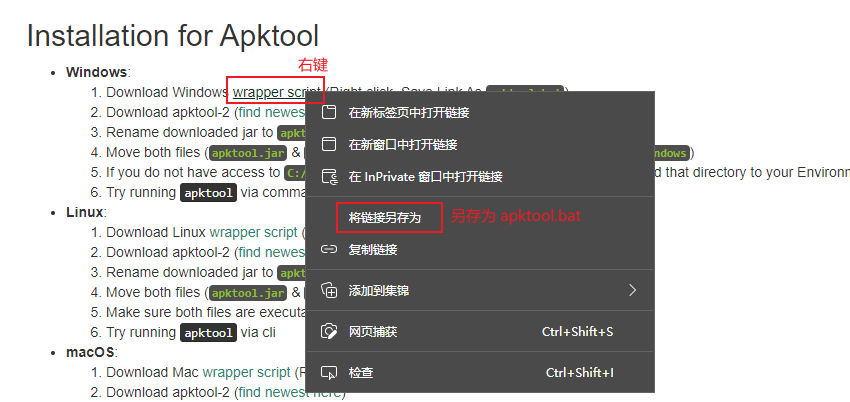 Installation for Apktool
右键
Windows:
1. Download Windows wrapper script (Right click, Save Link As apktool.bat)
在新标签页中打开链接
2. Download apktool-2 (find newest
在新窗口中打开链接
3. Rename downloaded jar to apkt
4. Move both files (apktool.jar & indows)
在 InPrivate 窗口中打开链接
5. If you do not have access to C:/ d that directory to your Environm
6. Try running apktool via comma
将链接另存为
另存为 apktool.bat
Linux:
1. Download Linux wrapper script (
复制链接
2. Download apktool-2 (find newest
3. Rename downloaded jar to apkt
添加到集锦
4. Move both files (apktool.jar &
5. Make sure both files are executa
6. Try running apktool via cli
网页捕获 Ctrl+Shift+S
macOS:
1. Download Mac wrapper script (R
检查 Ctrl+Shift+I
2. Download apktool-2 (find newest here)